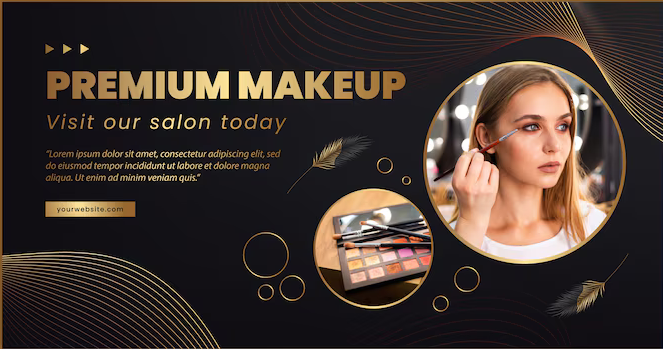 PREMIUM MAKEUP
Visit our salon today
“Lorem ipsum dolor sit amet, consectetur adipiscing elit, sed
do eiusmod tempor incididunt ut labore et dolore magna
aliqua. Ut enim ad minim veniam quis.”
yourwebsite.com